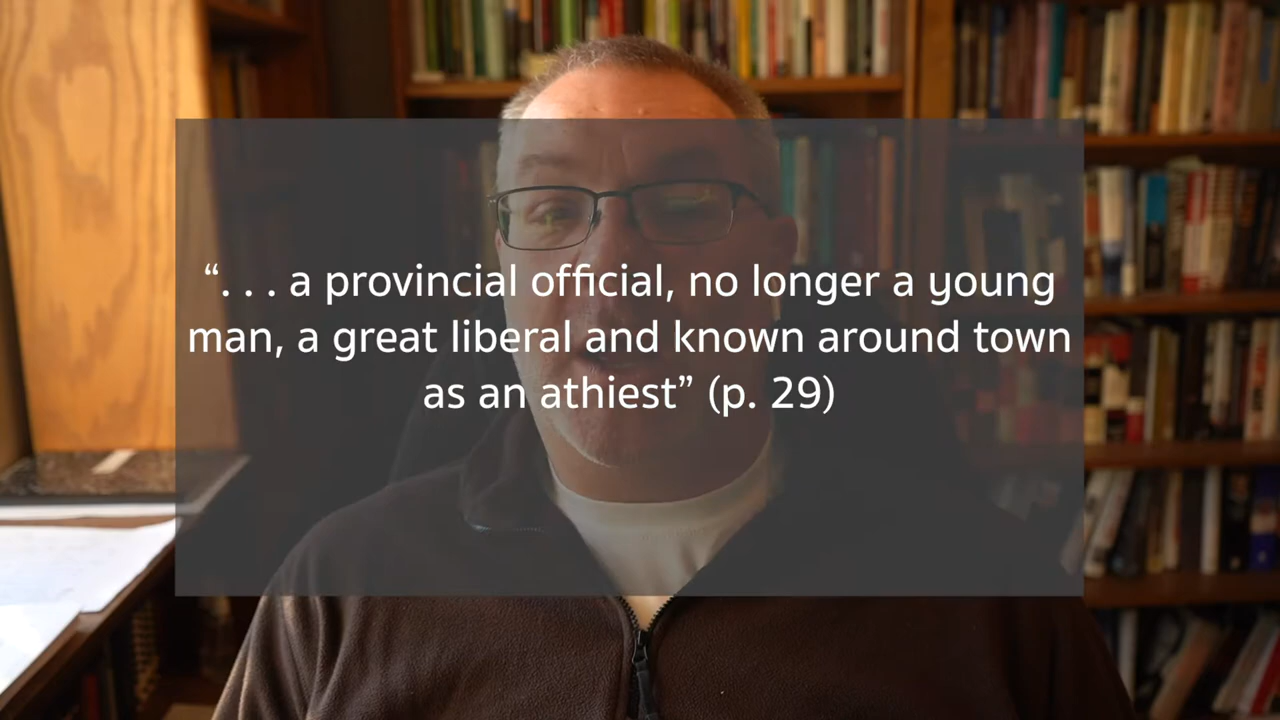 “. . . a provincial official, no longer a young
man, a great liberal and known around town
as an athiest” (p. 29)